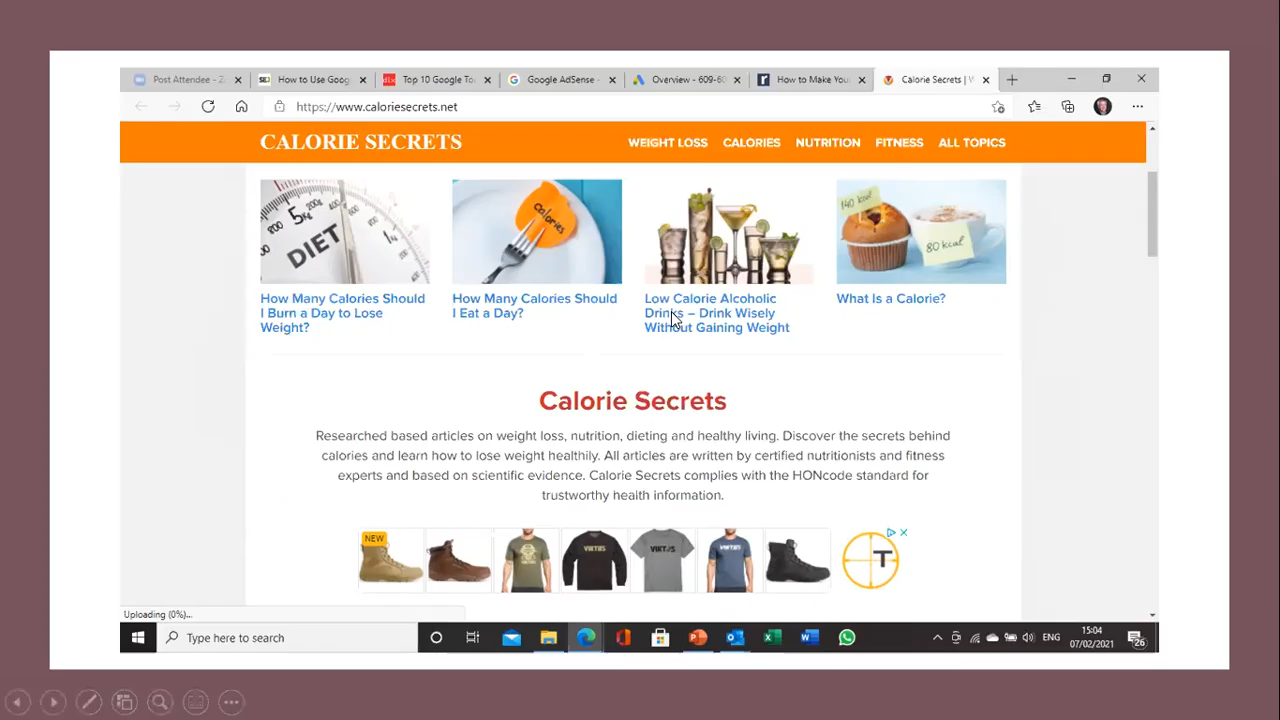 Post Attendee - Z
How to Use Goog
Top 10 Google To
Google AdSense -
Overview - 609-60
How to Make You
Calorie Secrets | W
https://www.caloriesecrets.net
CALORIE SECRETS
WEIGHT LOSS CALORIES NUTRITION FITNESS ALL TOPICS
DIET
Calories
140 kcal
80 kcal
How Many Calories Should
I Burn a Day to Lose
Weight?
How Many Calories Should
I Eat a Day?
Low Calorie Alcoholic
Drinks – Drink Wisely
Without Gaining Weight
What Is a Calorie?
Calorie Secrets
Researched based articles on weight loss, nutrition, dieting and healthy living. Discover the secrets behind
calories and learn how to lose weight healthily. All articles are written by certified nutritionists and fitness
experts and based on scientific evidence. Calorie Secrets complies with the HONcode standard for
trustworthy health information.
NEW
VIRTUS
VIRTUS
VIRTUS
T
Uploading (0%)...
Type here to search
ENG
15:04
07/02/2021
26